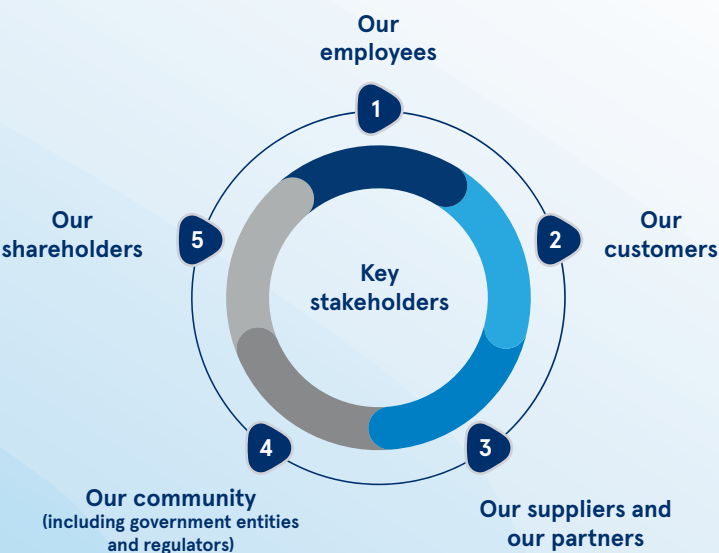 Our
employees
1
Our
shareholders
5
2
Our
customers
Key
stakeholders
4
3
Our community
(including government entities
and regulators)
Our suppliers and
our partners